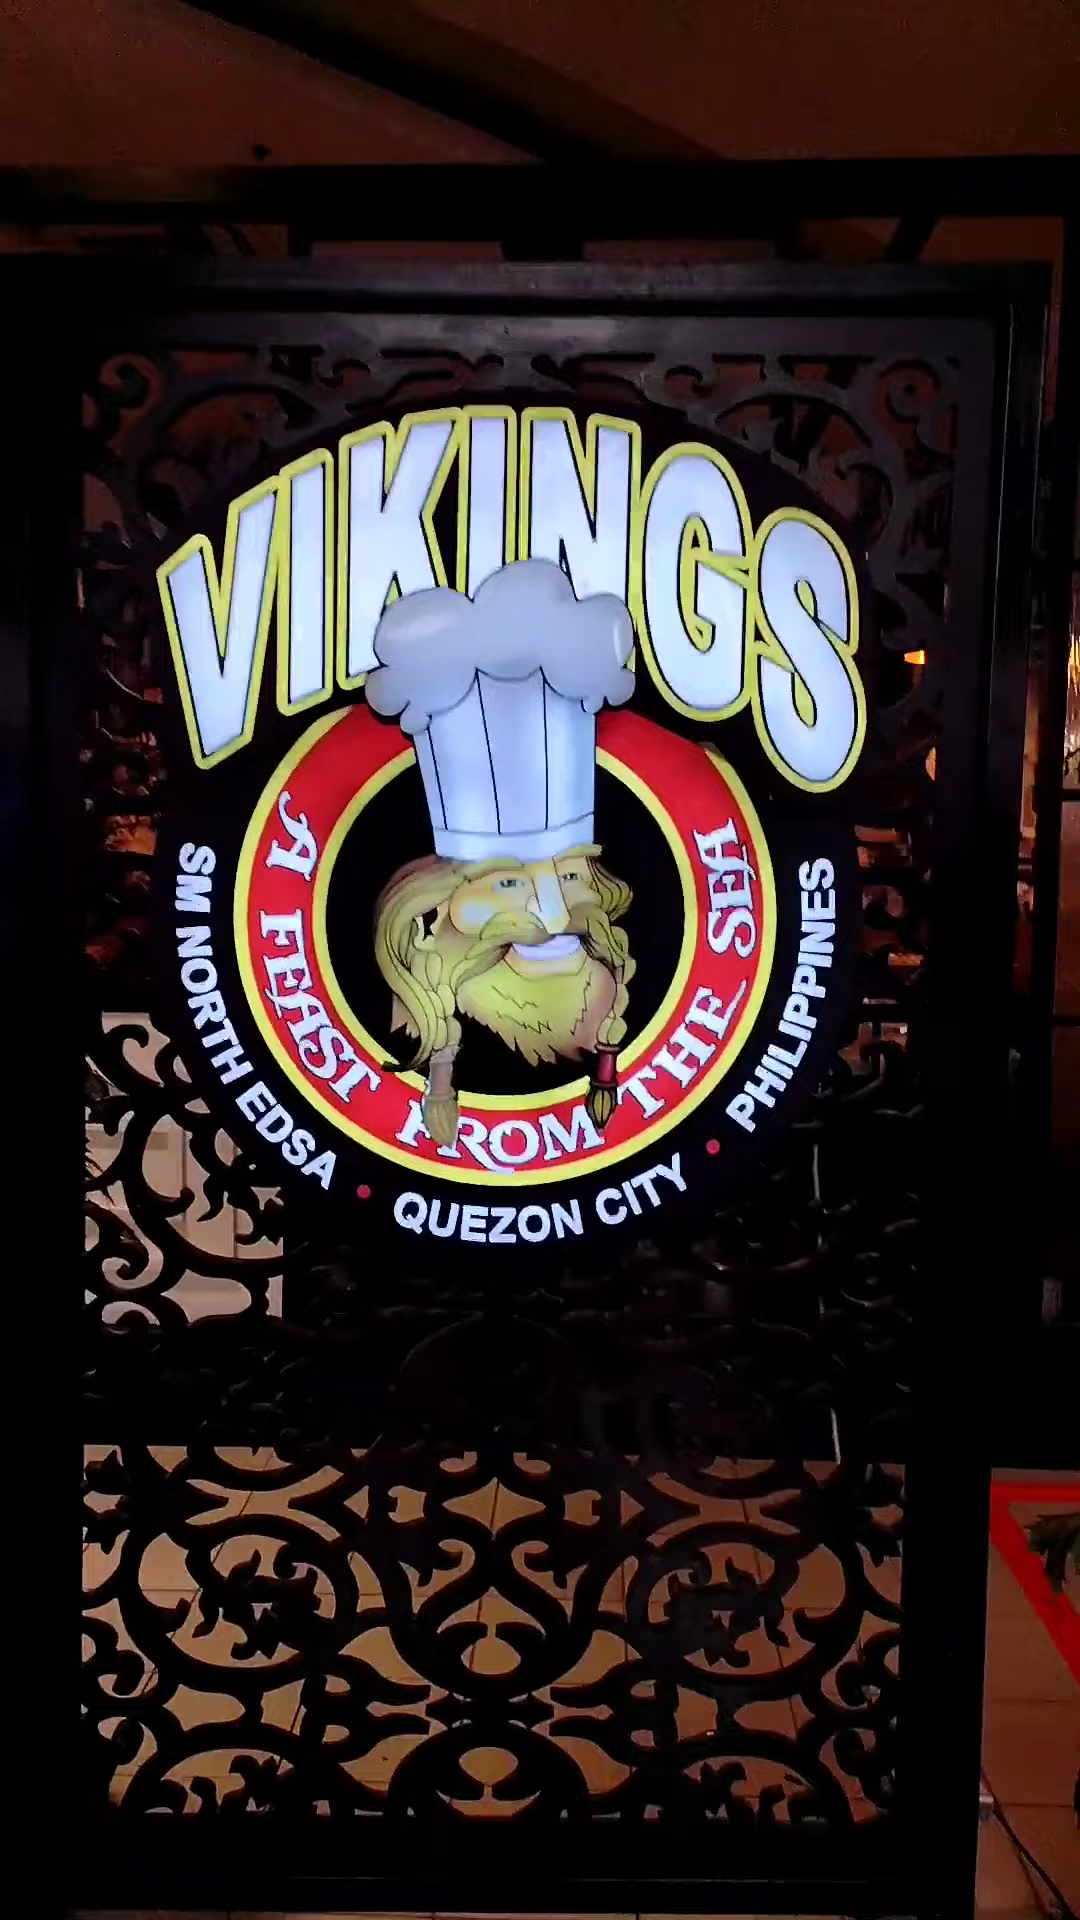 VIKINGS
A FEAST FROM THE SEA
SM NORTH EDSA • QUEZON CITY • PHILIPPINES